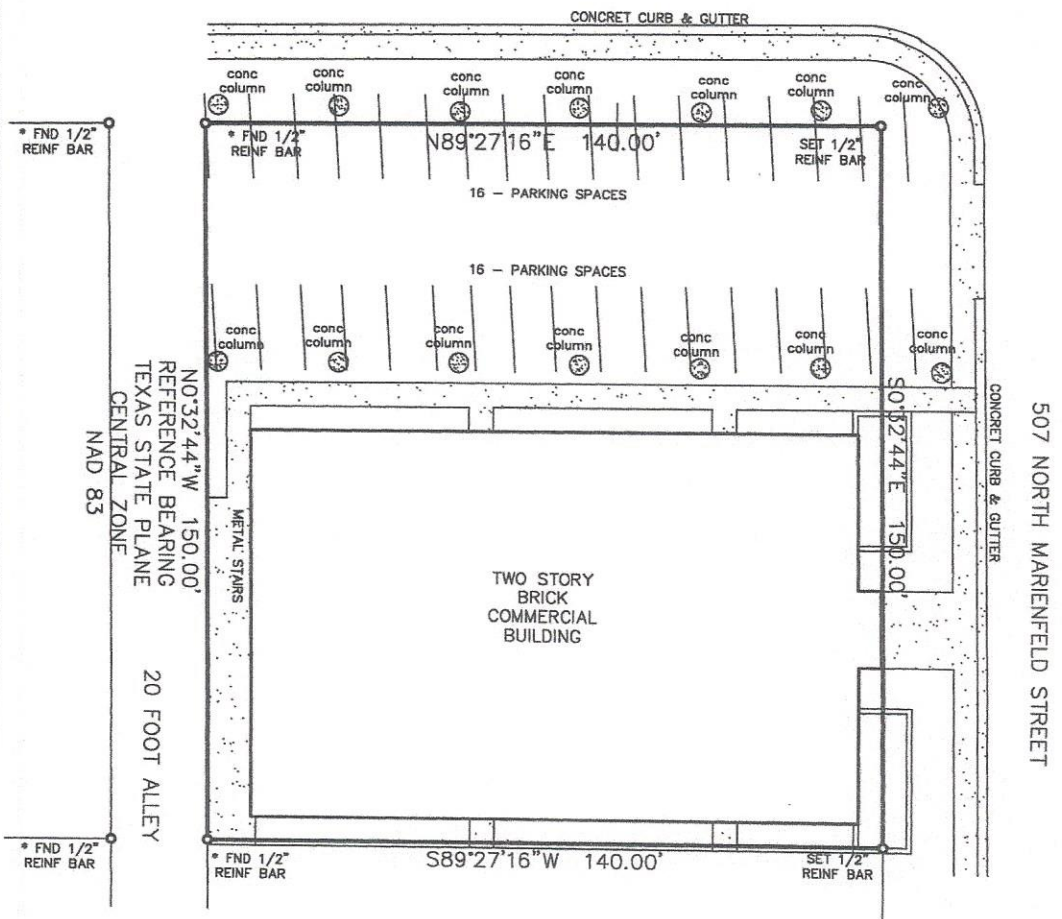 CONCRET CURB & GUTTER
conc
column
conc
column
conc
column
conc
column
conc
column
conc
column
conc
column
* FND 1/2"
REINF BAR
* FND 1/2"
REINF BAR
N89°27'16"E 140.00'
SET 1/2"
REINF BAR
16 - PARKING SPACES
16 - PARKING SPACES
conc
column
conc
column
conc
column
conc
column
conc
column
conc
column
conc
column
N0°32'44"W 150.00'
REFERENCE BEARING
TEXAS STATE PLANE
CENTRAL ZONE
NAD 83
20 FOOT ALLEY
METAL STAIRS
TWO STORY
BRICK
COMMERCIAL
BUILDING
S0°32'44"E 150.00'
CONCRET CURB & GUTTER
507 NORTH MARIENFELD STREET
* FND 1/2"
REINF BAR
* FND 1/2"
REINF BAR
S89°27'16"W 140.00'
SET 1/2"
REINF BAR